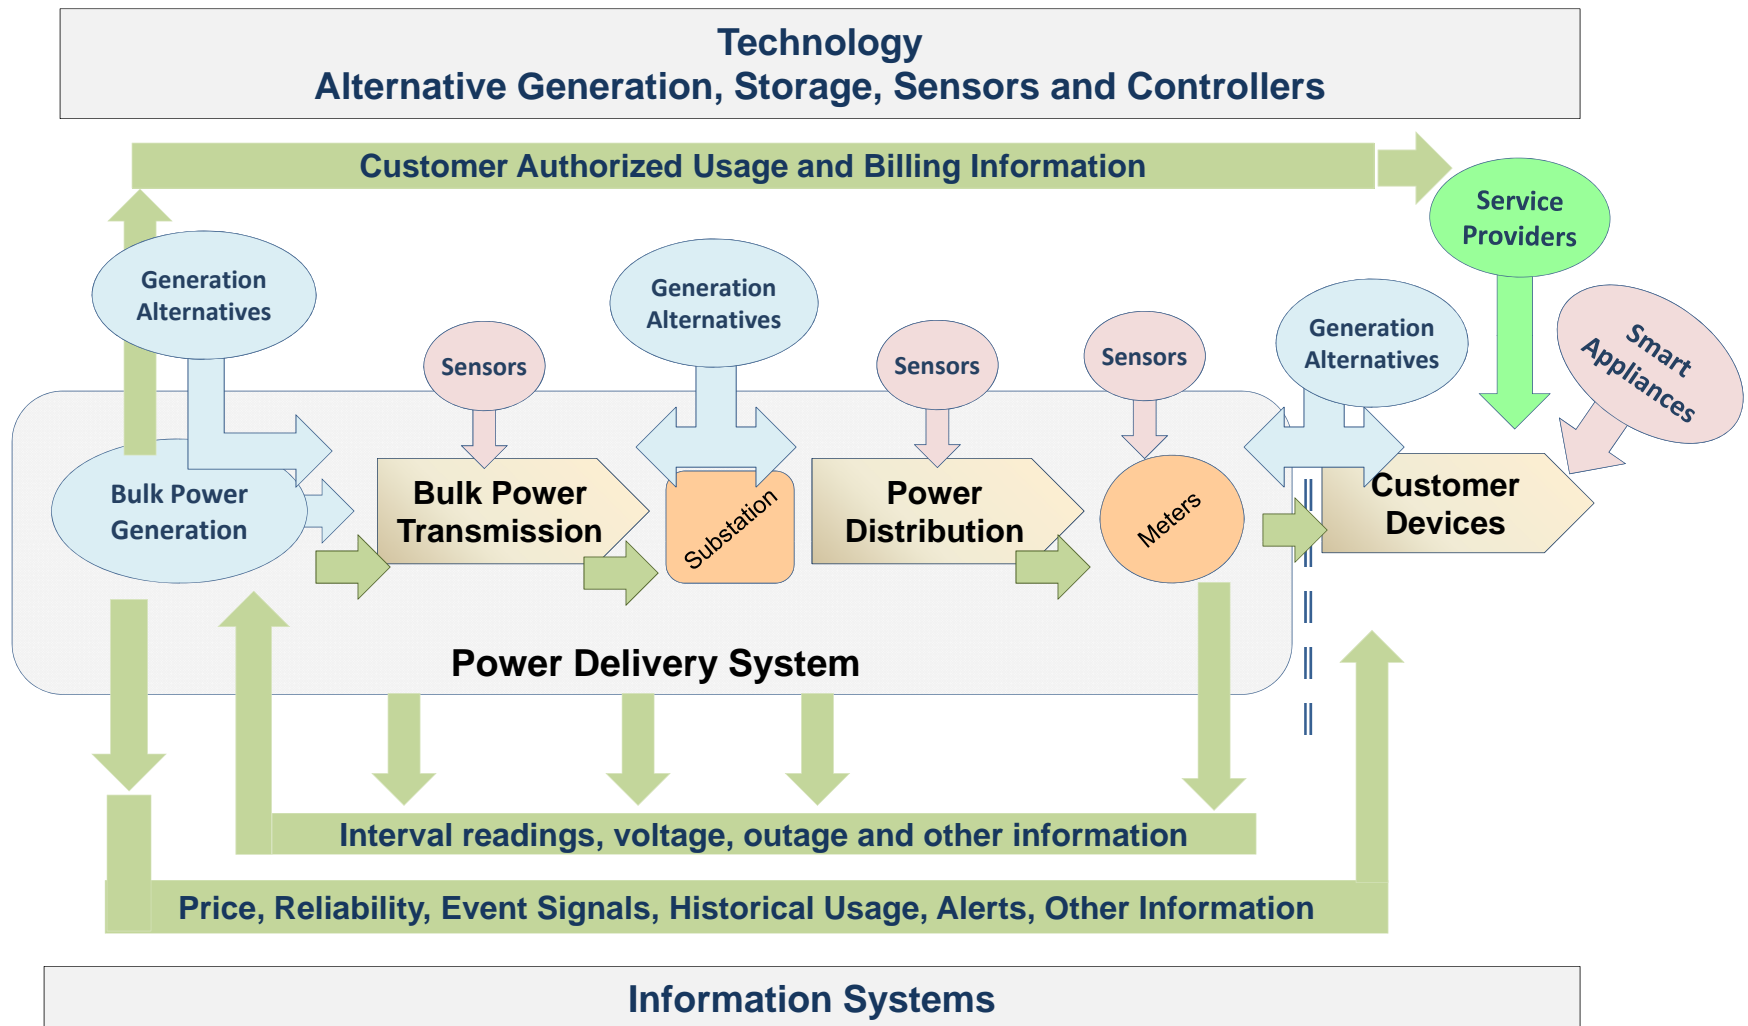 Technology
Alternative Generation, Storage, Sensors and Controllers
Customer Authorized Usage and Billing Information
Service
Providers
Generation
Alternatives
Generation
Alternatives
Generation
Alternatives
Smart
Appliances
Sensors
Sensors
Sensors
Bulk Power
Generation
Bulk Power
Transmission
Substation
Power
Distribution
Meters
Customer
Devices
Power Delivery System
Interval readings, voltage, outage and other information
Price, Reliability, Event Signals, Historical Usage, Alerts, Other Information
Information Systems